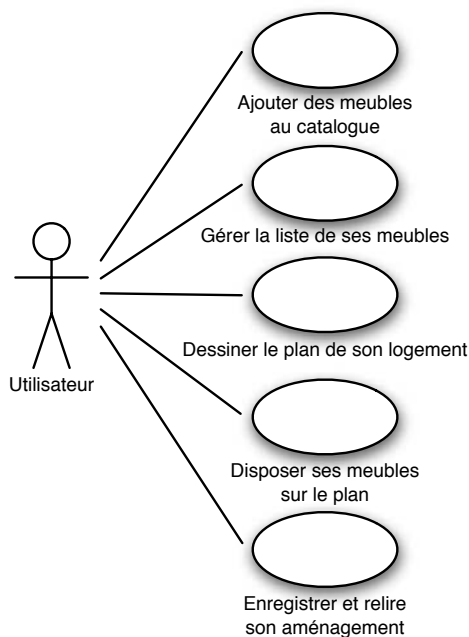 Ajouter des meubles
au catalogue
Gérer la liste de ses meubles
Dessiner le plan de son logement
Utilisateur
Disposer ses meubles
sur le plan
Enregistrer et relire
son aménagement